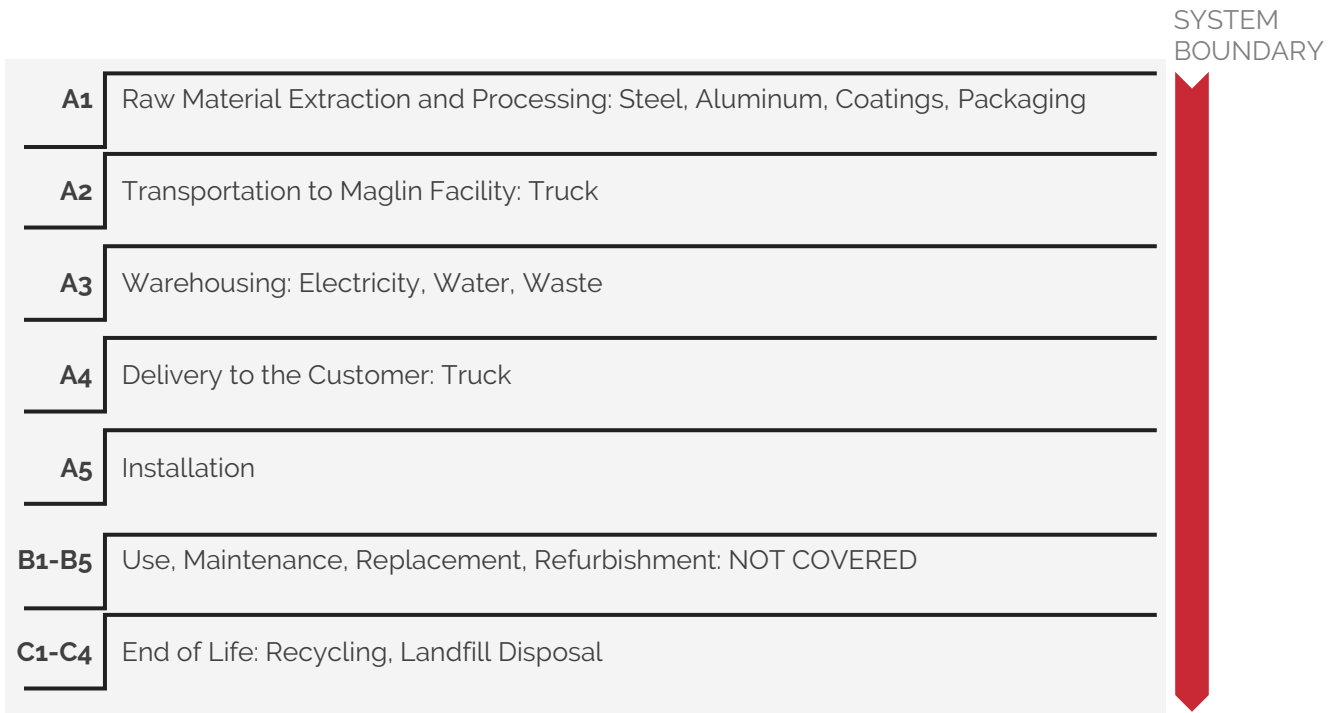 SYSTEM
BOUNDARY
A1 Raw Material Extraction and Processing: Steel, Aluminum, Coatings, Packaging
A2 Transportation to Maglin Facility: Truck
A3 Warehousing: Electricity, Water, Waste
A4 Delivery to the Customer: Truck
A5 Installation
B1-B5 Use, Maintenance, Replacement, Refurbishment: NOT COVERED
C1-C4 End of Life: Recycling, Landfill Disposal